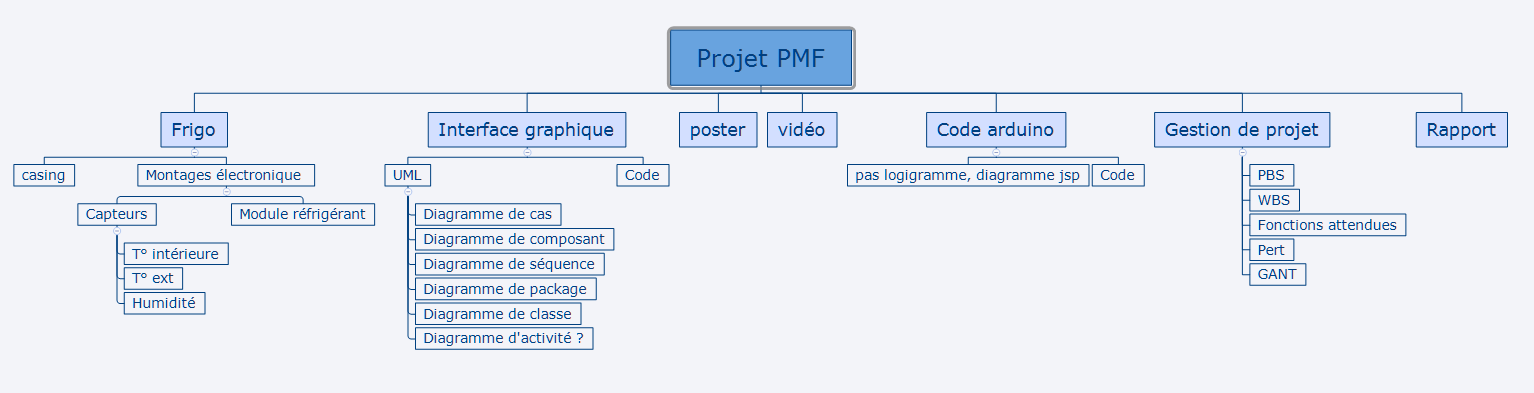 Projet PMF
Frigo
Interface graphique
poster
vidéo
Code arduino
Gestion de projet
Rapport
casing
Montages électronique
UML
Code
pas logigramme, diagramme jsp
Code
PBS
WBS
Fonctions attendues
Pert
GANT
Capteurs
Module réfrigérant
T° intérieure
T° ext
Humidité
Diagramme de cas
Diagramme de composant
Diagramme de séquence
Diagramme de package
Diagramme de classe
Diagramme d'activité ?